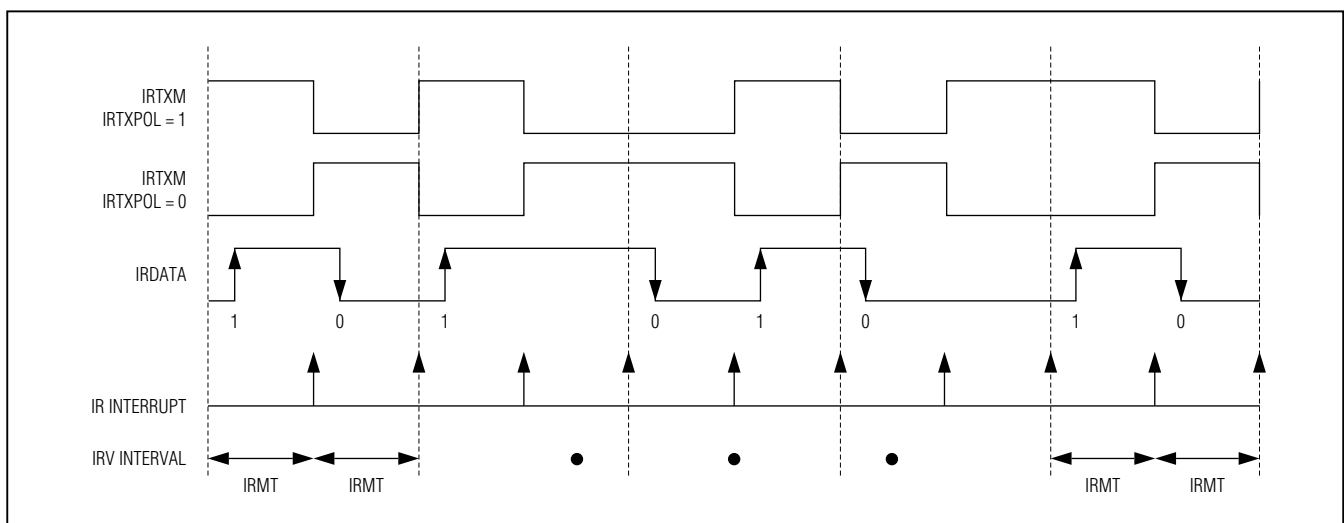 IRTXM
IRTXPOL = 1
IRTXM
IRTXPOL = 0
IRDATA
1 0 1 0 1 0 1 0
IR INTERRUPT
IRV INTERVAL
IRMT IRMT IRMT IRMT